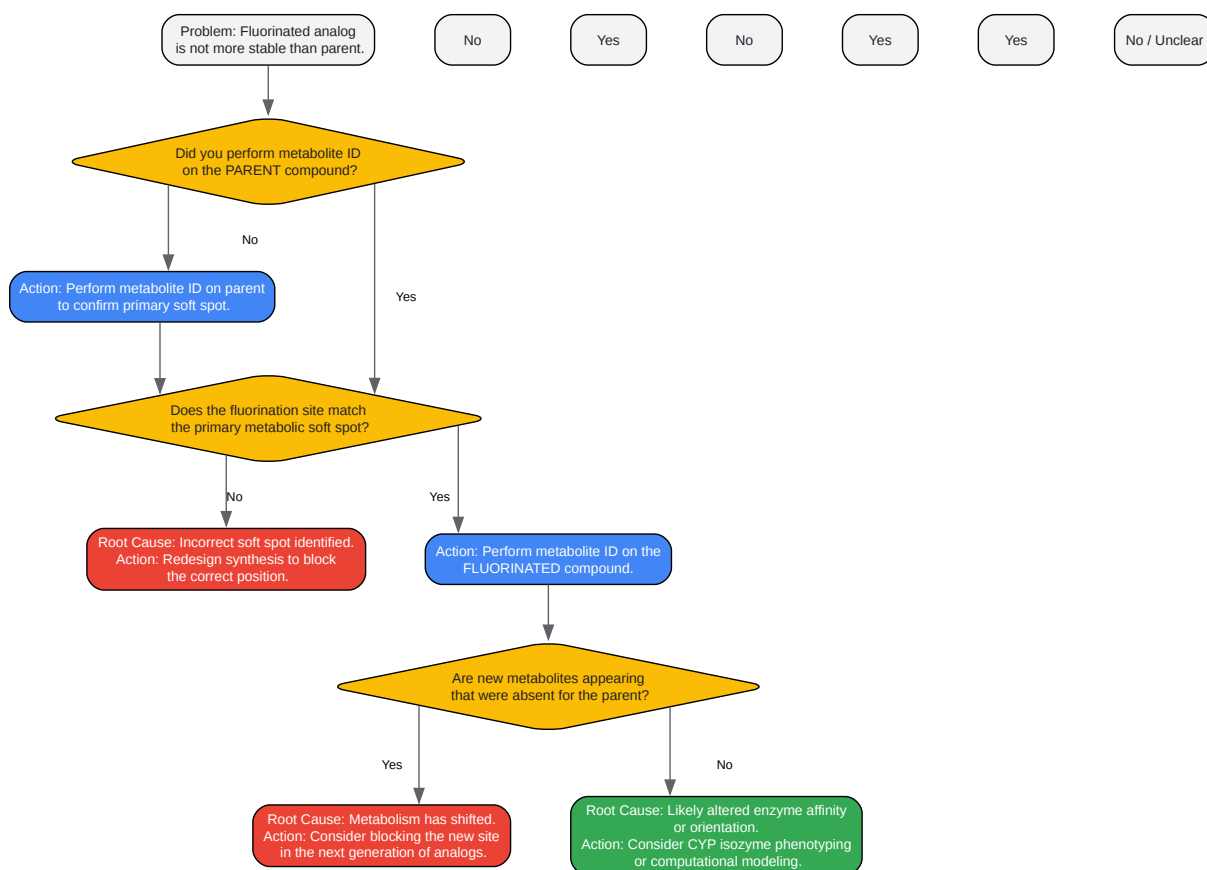 Problem: Fluorinated analog
is not more stable than parent.
No
Yes
No
Yes
Yes
No / Unclear
Did you perform metabolite ID
on the PARENT compound?
No
Action: Perform metabolite ID on parent
to confirm primary soft spot.
Yes
Does the fluorination site match
the primary metabolic soft spot?
No
Yes
Root Cause: Incorrect soft spot identified.
Action: Redesign synthesis to block
the correct position.
Action: Perform metabolite ID on the
FLUORINATED compound.
Are new metabolites appearing
that were absent for the parent?
Yes
No
Root Cause: Metabolism has shifted.
Action: Consider blocking the new site
in the next generation of analogs.
Root Cause: Likely altered enzyme affinity
or orientation.
Action: Consider CYP isozyme phenotyping
or computational modeling.